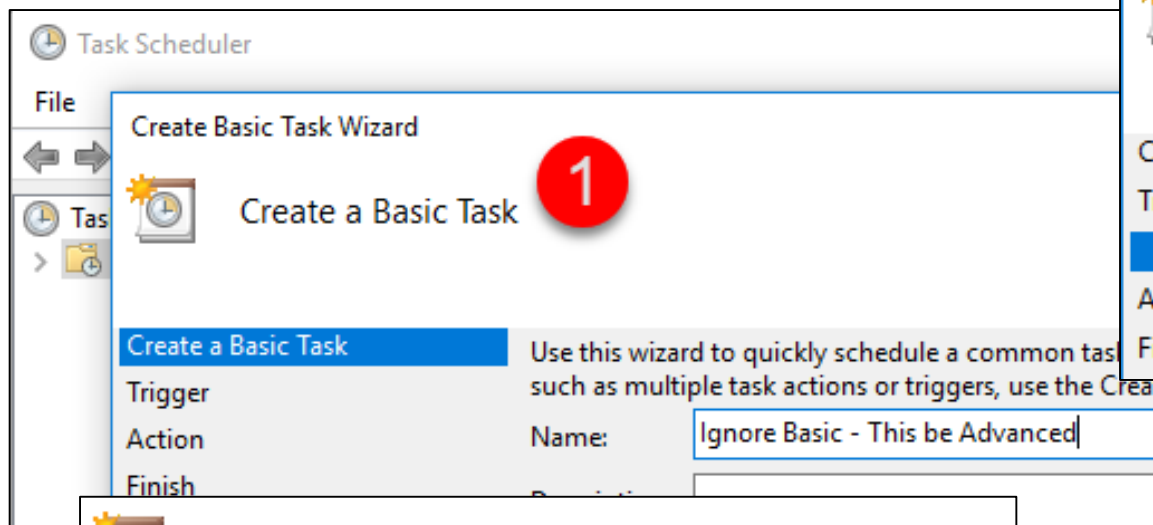 Task Scheduler
File
Create Basic Task Wizard
1
Create a Basic Task
Tas
Create a Basic Task
Trigger
Action
Finish
Use this wizard to quickly schedule a common tas
such as multiple task actions or triggers, use the Crea
Name:
Ignore Basic - This be Advanced
C
T
A
F